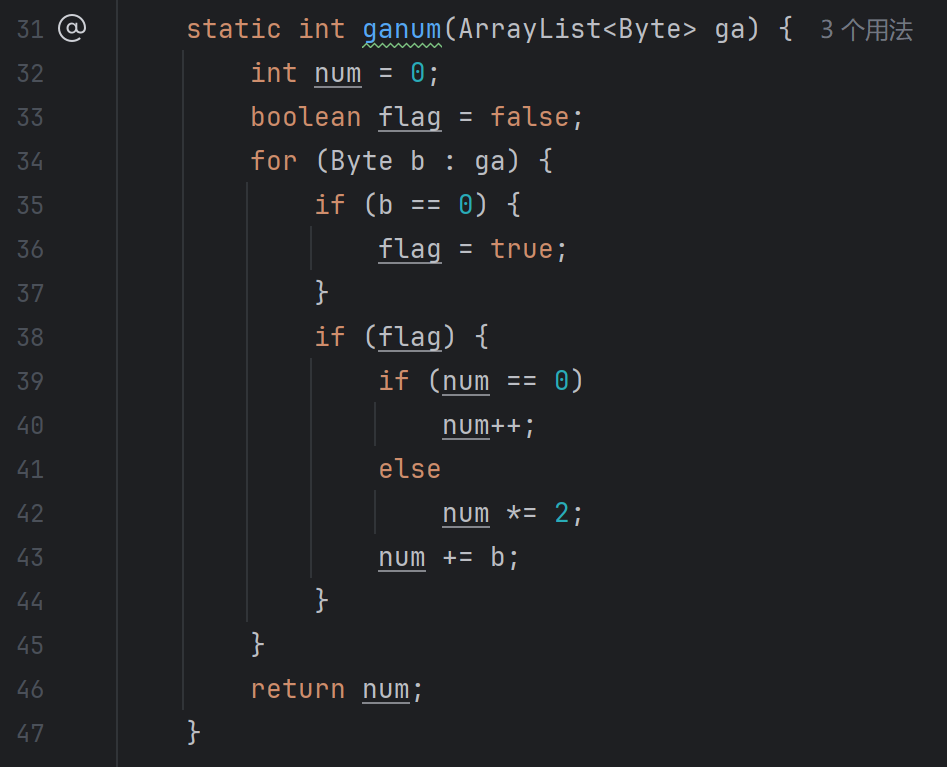 31 @ static int ganum(ArrayList<Byte> ga) { 3 个用法
32 int num = 0;
33 boolean flag = false;
34 for (Byte b : ga) {
35 if (b == 0) {
36 flag = true;
37 }
38 if (flag) {
39 if (num == 0)
40 num++;
41 else
42 num *= 2;
43 num += b;
44 }
45 }
46 return num;
47 }